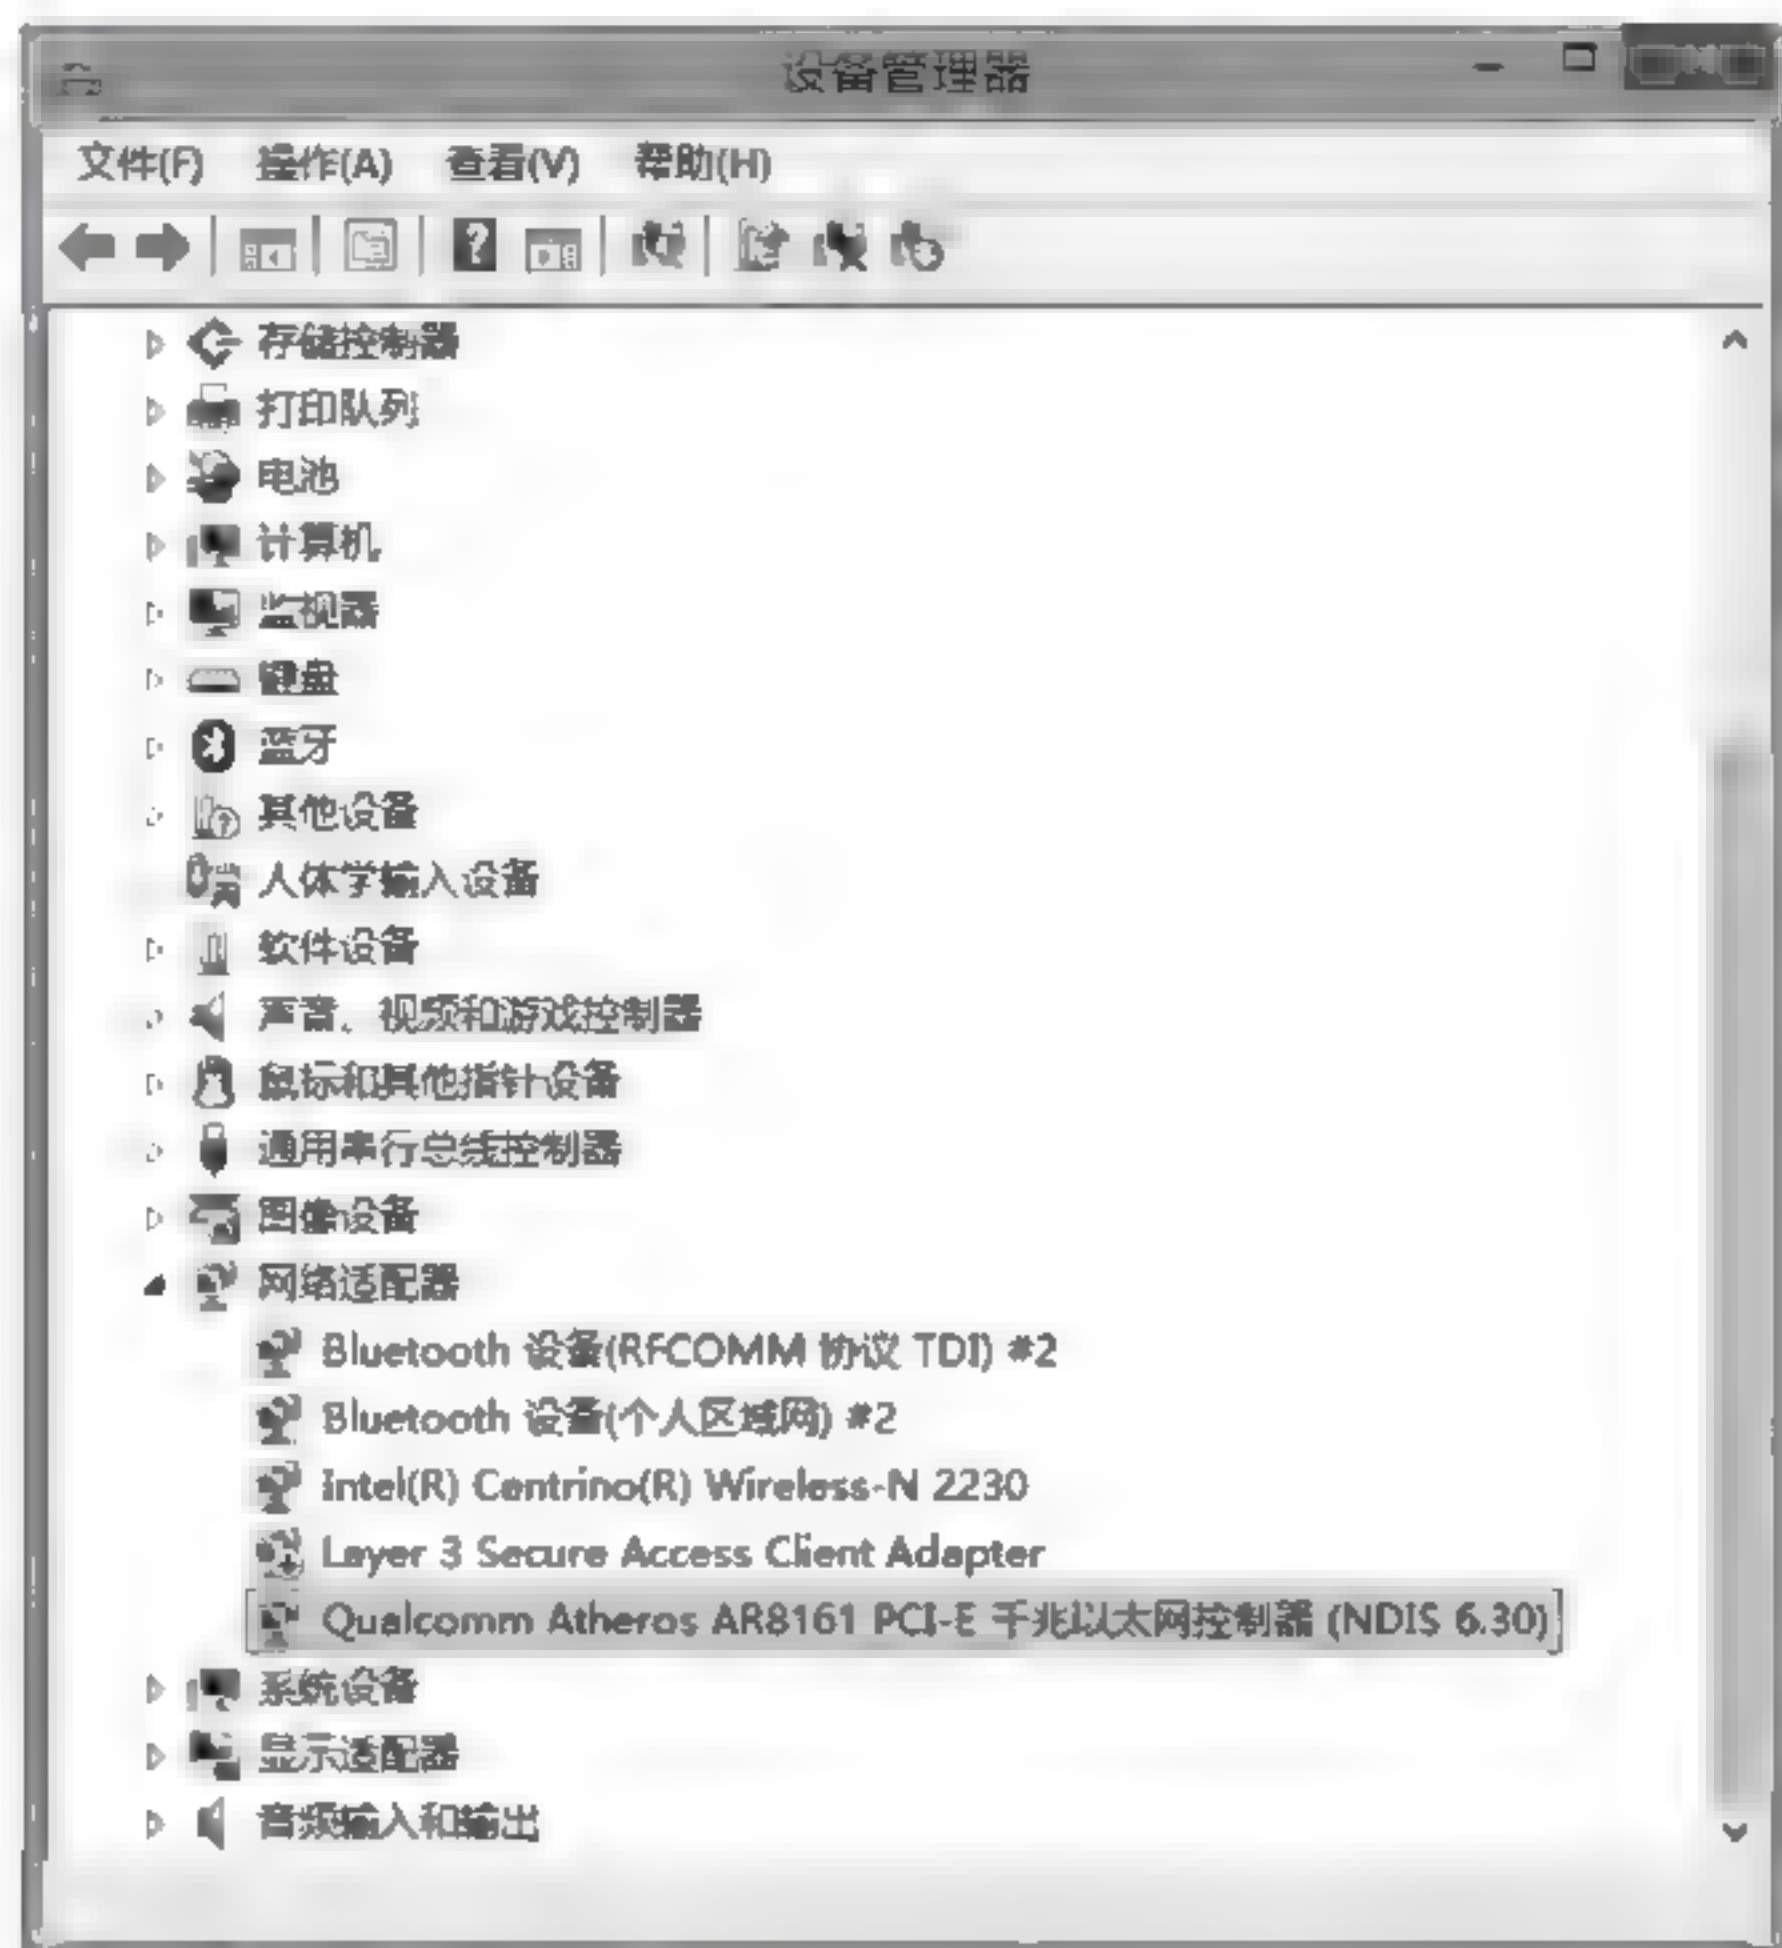 设备管理器
文件(F) 操作(A) 查看(V) 帮助(H)
存储控制器
打印队列
电池
计算机
监视器
键盘
蓝牙
其他设备
人体学输入设备
软件设备
声音、视频和游戏控制器
鼠标和其他指针设备
通用串行总线控制器
图像设备
网络适配器
Bluetooth 设备(RFCOMM 协议 TDI) #2
Bluetooth 设备(个人区域网) #2
Intel(R) Centrino(R) Wireless-N 2230
Layer 3 Secure Access Client Adapter
Qualcomm Atheros AR8161 PCI-E 千兆以太网控制器 (NDIS 6.30)
系统设备
显示适配器
音频输入和输出